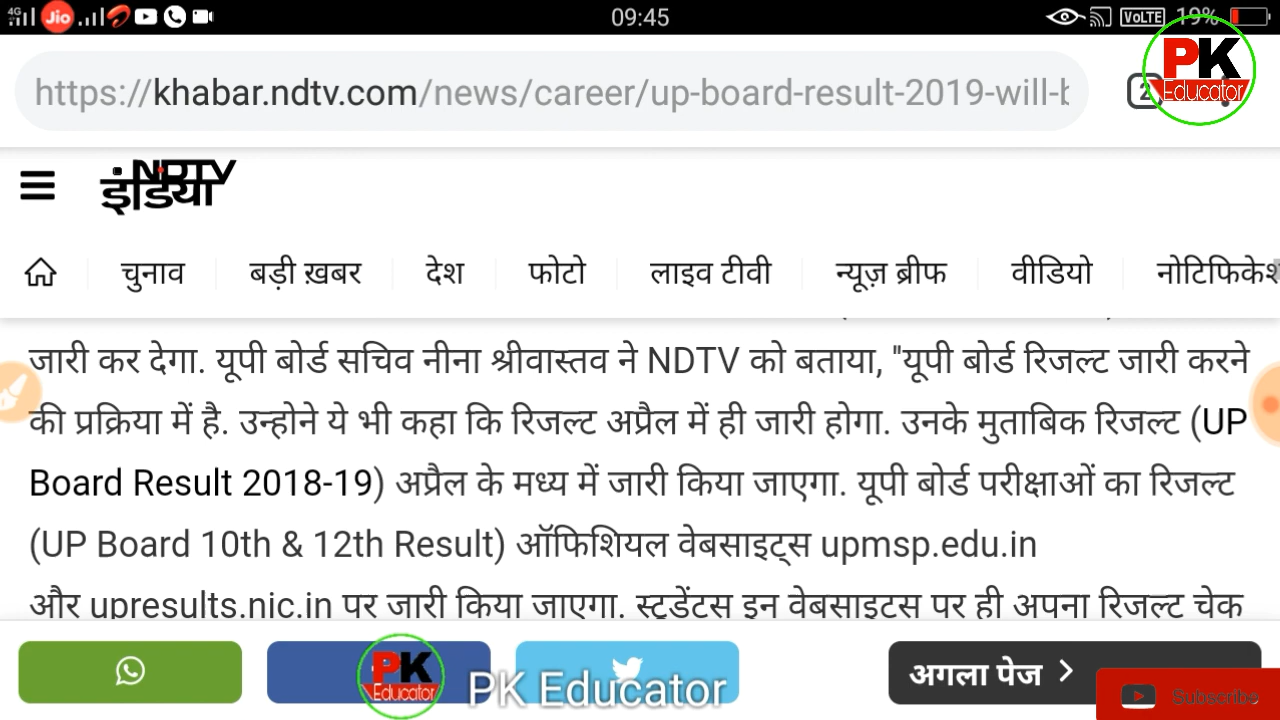 4G Jio 09:45 VoLTE 19%
https://khabar.ndtv.com/news/career/up-board-result-2019-will-b 2
PK
Educator
NDTV
इंडिया
चुनाव बड़ी ख़बर देश फोटो लाइव टीवी न्यूज़ ब्रीफ वीडियो नोटिफिकेश
जारी कर देगा. यूपी बोर्ड सचिव नीना श्रीवास्तव ने NDTV को बताया, "यूपी बोर्ड रिजल्ट जारी करने
की प्रक्रिया में है. उन्होने ये भी कहा कि रिजल्ट अप्रैल में ही जारी होगा. उनके मुताबिक रिजल्ट (UP
Board Result 2018-19) अप्रैल के मध्य में जारी किया जाएगा. यूपी बोर्ड परीक्षाओं का रिजल्ट
(UP Board 10th & 12th Result) ऑफिशियल वेबसाइट्स upmsp.edu.in
और upresults.nic.in पर जारी किया जाएगा. स्टूडेंटस इन वेबसाइटस पर ही अपना रिजल्ट चेक
अगला पेज
PK
Educator
PK Educator
Subscribe